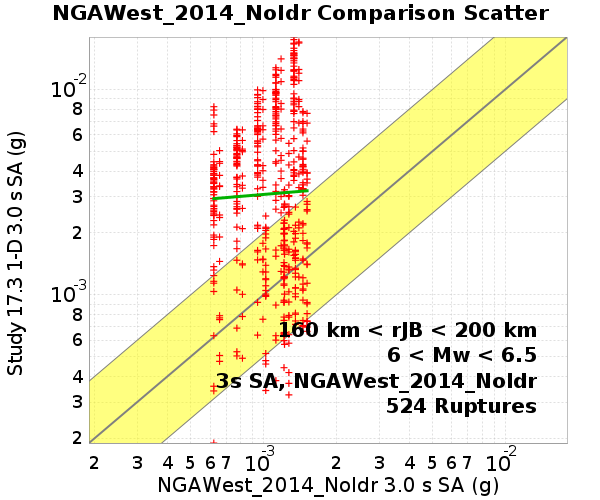 NGAWest_2014_NoIdr Comparison Scatter
Study 17.3 1-D 3.0 s SA (g)
10-2
8
6
4
3
2
10-3
8
6
4
3
2
160 km < rJB < 200 km
6 < Mw < 6.5
3s SA, NGAWest_2014_NoIdr
524 Ruptures
2 3 4 5 6 7 10-3 2 3 4 5 6 7 10-2
NGAWest_2014_NoIdr 3.0 s SA (g)